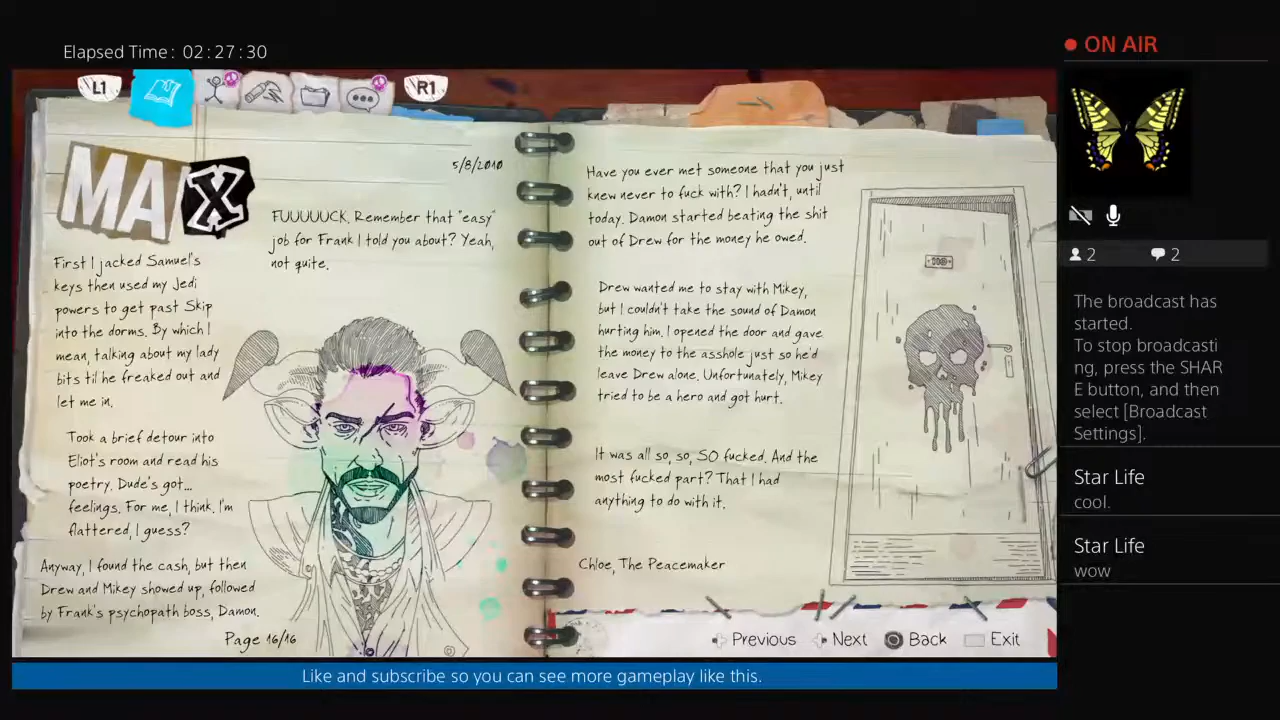 Elapsed Time: 02:27:30
ON AIR
L1
R1
2
2
MAX
5/8/2010
FUUUUUCK. Remember that "easy"
job for Frank I told you about? Yeah,
not quite.
First I jacked Samuel's
keys then used my Jedi
powers to get past Skip
into the dorms. By which I
mean, talking about my lady
bits til he freaked out and
let me in.
Took a brief detour into
Eliot's room and read his
poetry. Dude's got...
feelings. For me, I think. I'm
flattered, I guess?
Anyway, I found the cash, but then
Drew and Mikey showed up, followed
by Frank's psychopath boss, Damon.
Page 16/16
Have you ever met someone that you just
knew never to fuck with? I hadn't, until
today. Damon started beating the shit
out of Drew for the money he owed.
Drew wanted me to stay with Mikey,
but I couldn't take the sound of Damon
hurting him. I opened the door and gave
the money to the asshole just so he'd
leave Drew alone. Unfortunately, Mikey
tried to be a hero and got hurt.
It was all so, so, SO fucked. And the
most fucked part? That I had
anything to do with it.
Chloe, The Peacemaker
Previous
Next
Back
Exit
The broadcast has
started.
To stop broadcasti
ng, press the SHAR
E button, and then
select [Broadcast
Settings].
Star Life
cool.
Star Life
wow
Like and subscribe so you can see more gameplay like this.